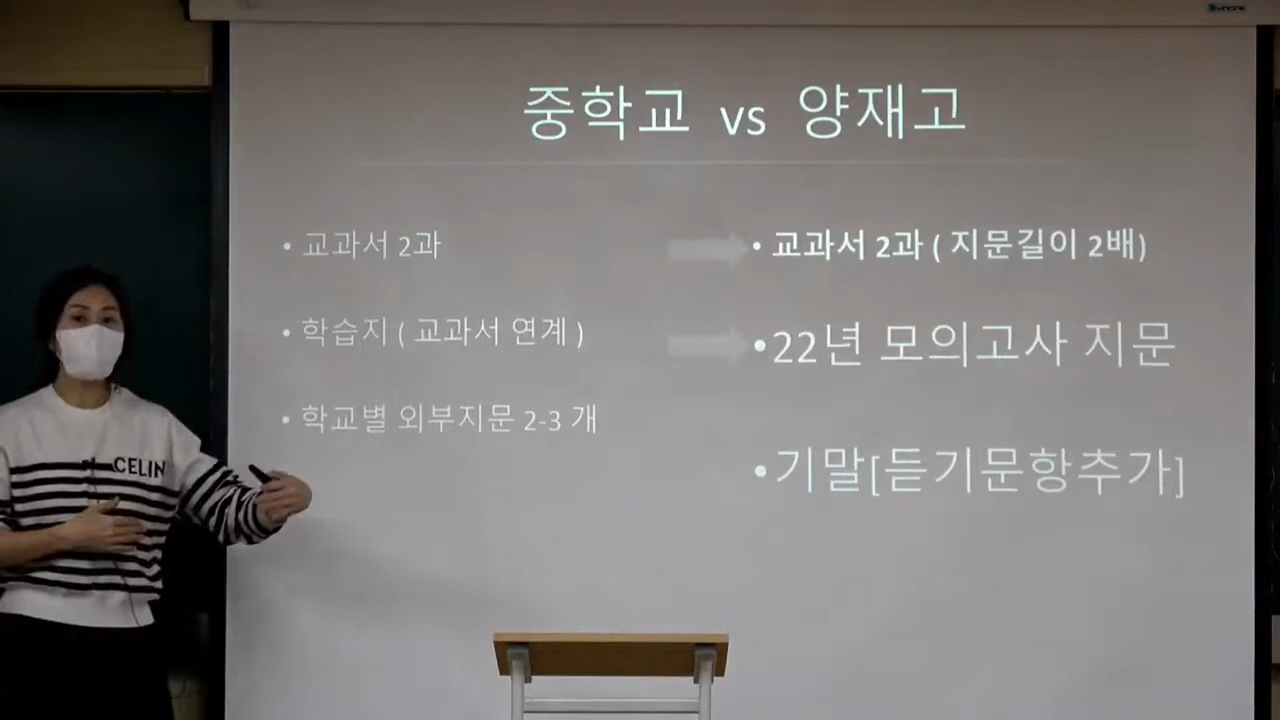 중학교 vs 양재고
• 교과서 2과
• 교과서 2과 ( 지문길이 2배)
• 학습지 ( 교과서 연계 )
•22년 모의고사 지문
• 학교별 외부지문 2-3 개
•기말[듣기문항추가]
CELIN